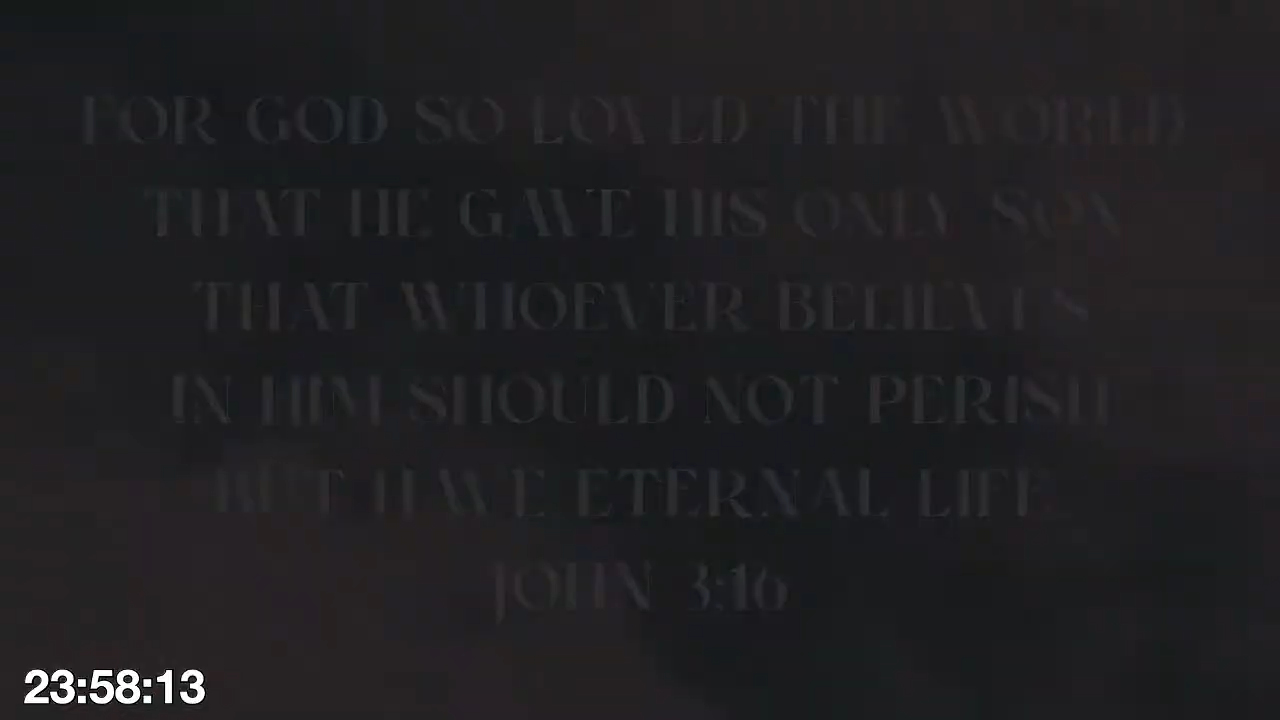 FOR GOD SO LOVED THE WORLD
THAT HE GAVE HIS ONLY SON
THAT WHOEVER BELIEVES
IN HIM SHOULD NOT PERISH
BUT HAVE ETERNAL LIFE
JOHN 3:16
23:58:13